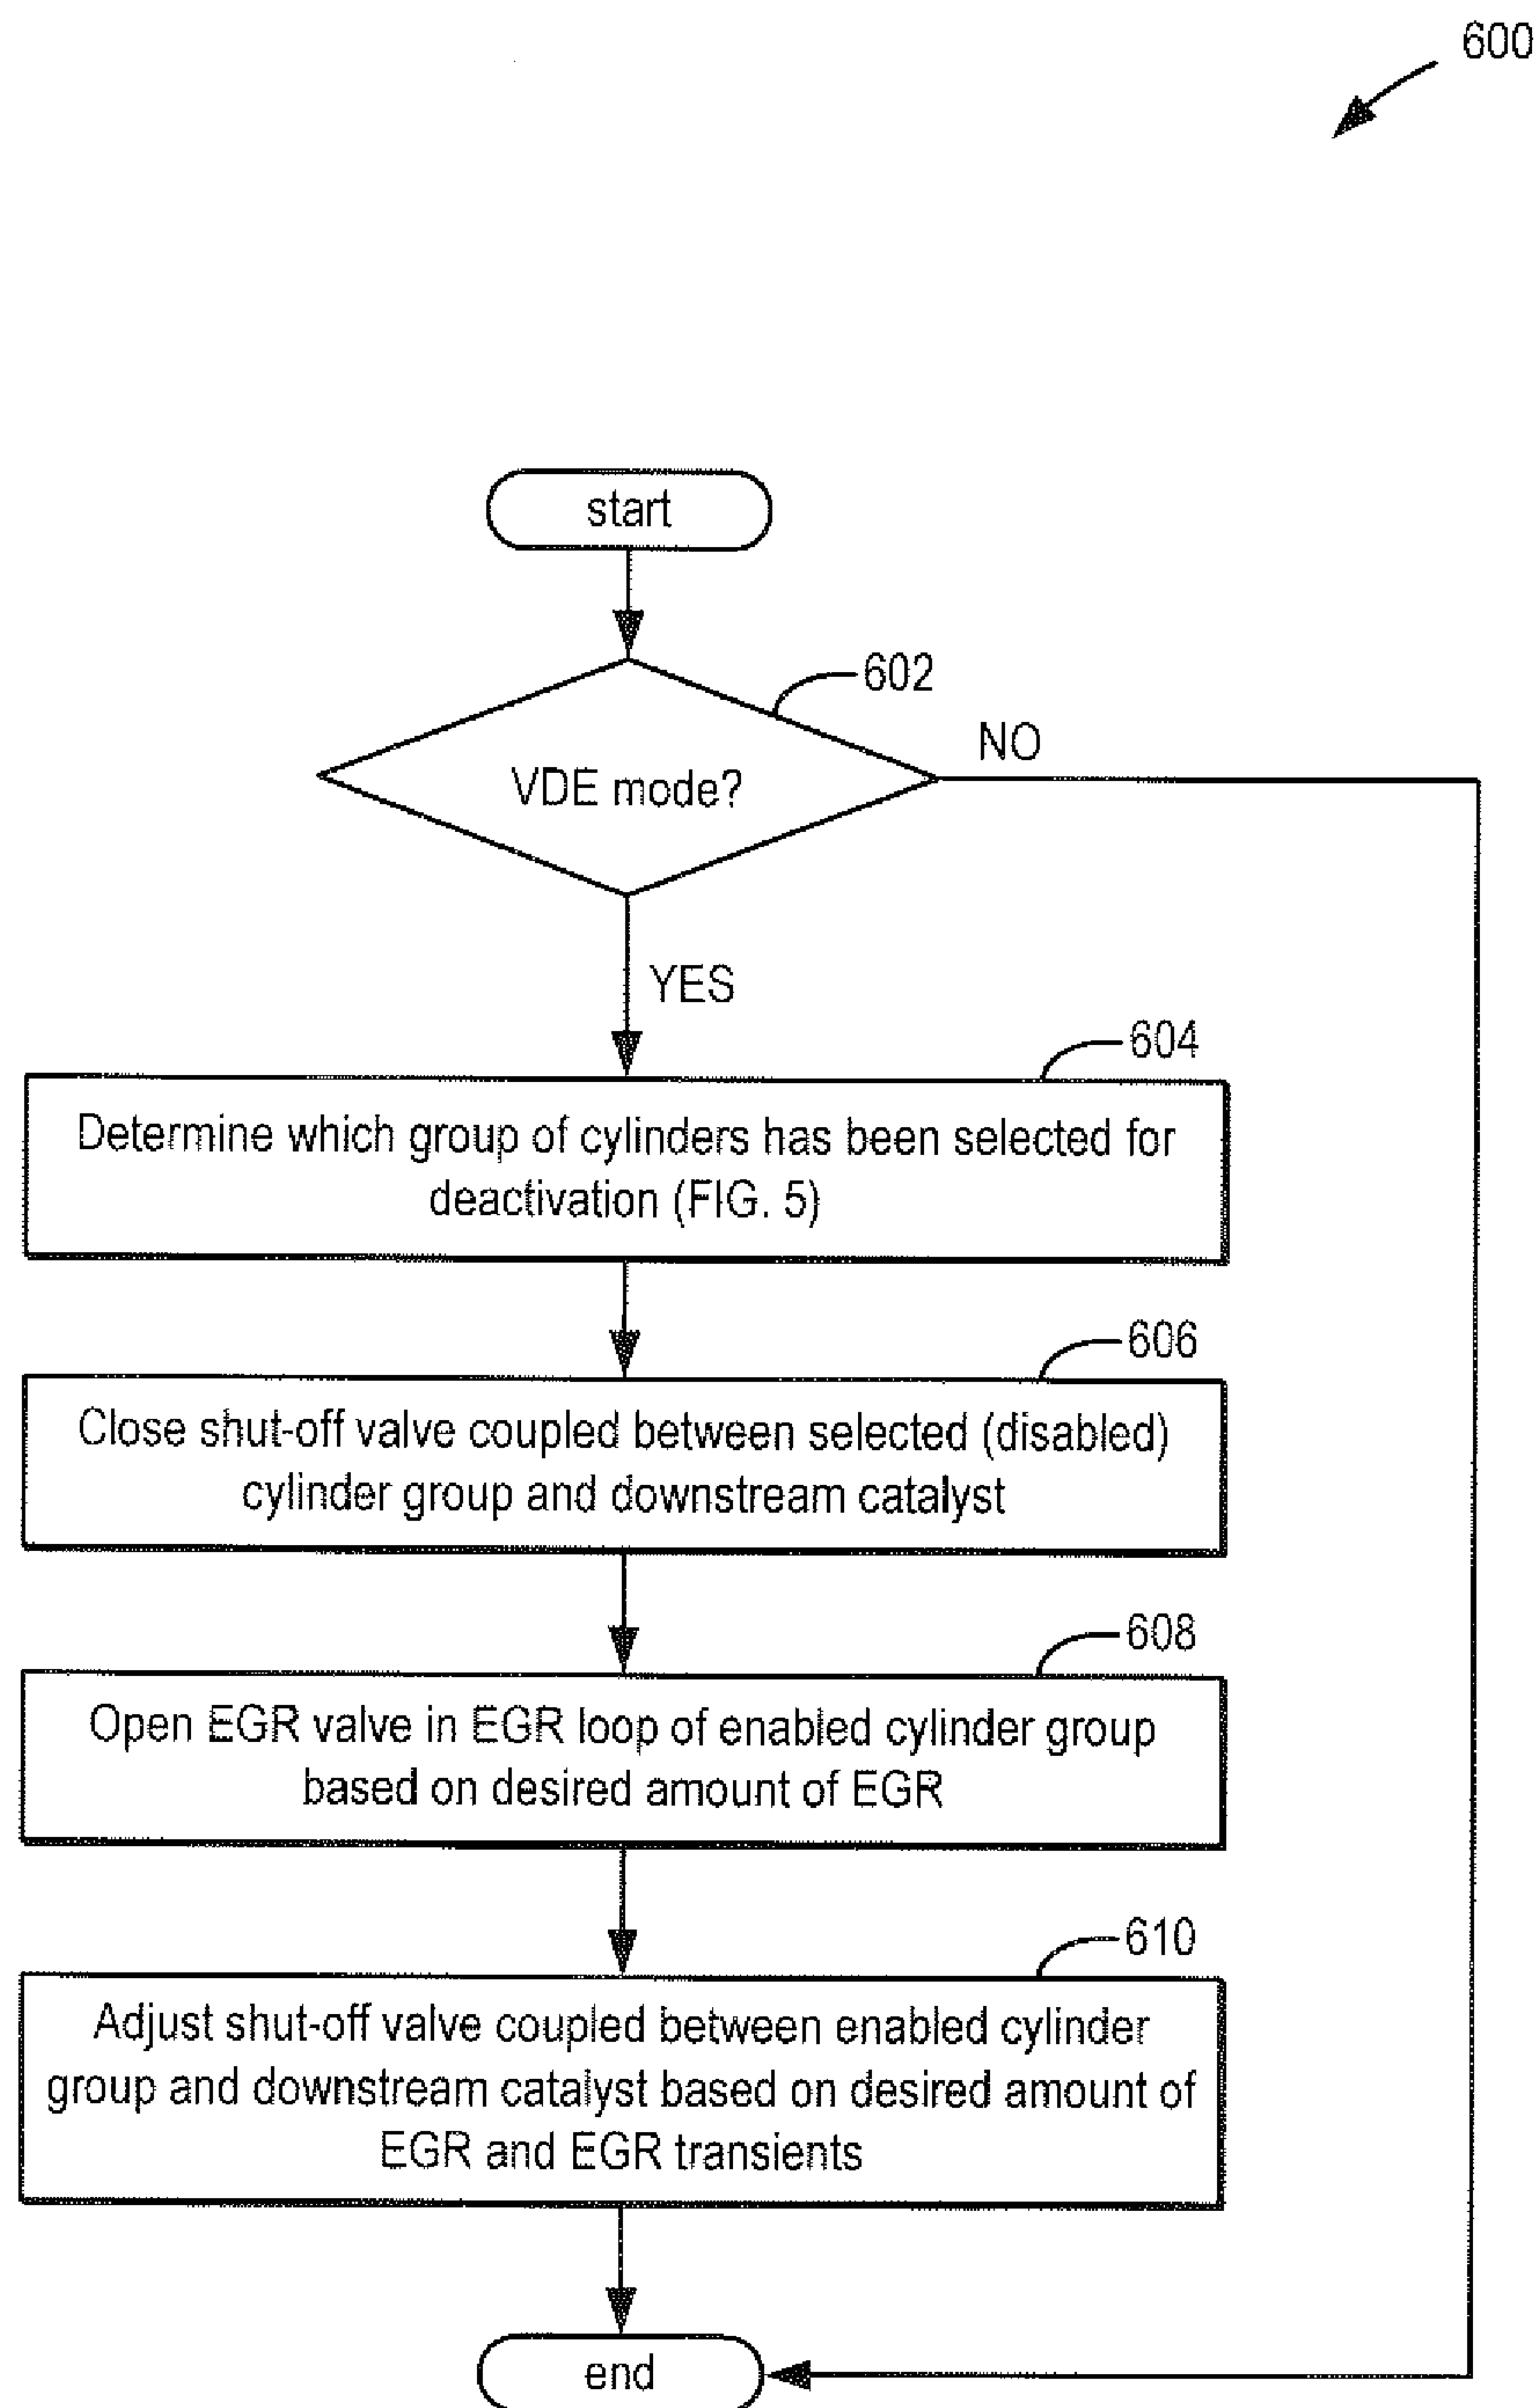 600
start
602
VDE mode?
NO
YES
604
Determine which group of cylinders has been selected for
deactivation (FIG. 5)
606
Close shut-off valve coupled between selected (disabled)
cylinder group and downstream catalyst
608
Open EGR valve in EGR loop of enabled cylinder group
based on desired amount of EGR
610
Adjust shut-off valve coupled between enabled cylinder
group and downstream catalyst based on desired amount of
EGR and EGR transients
end